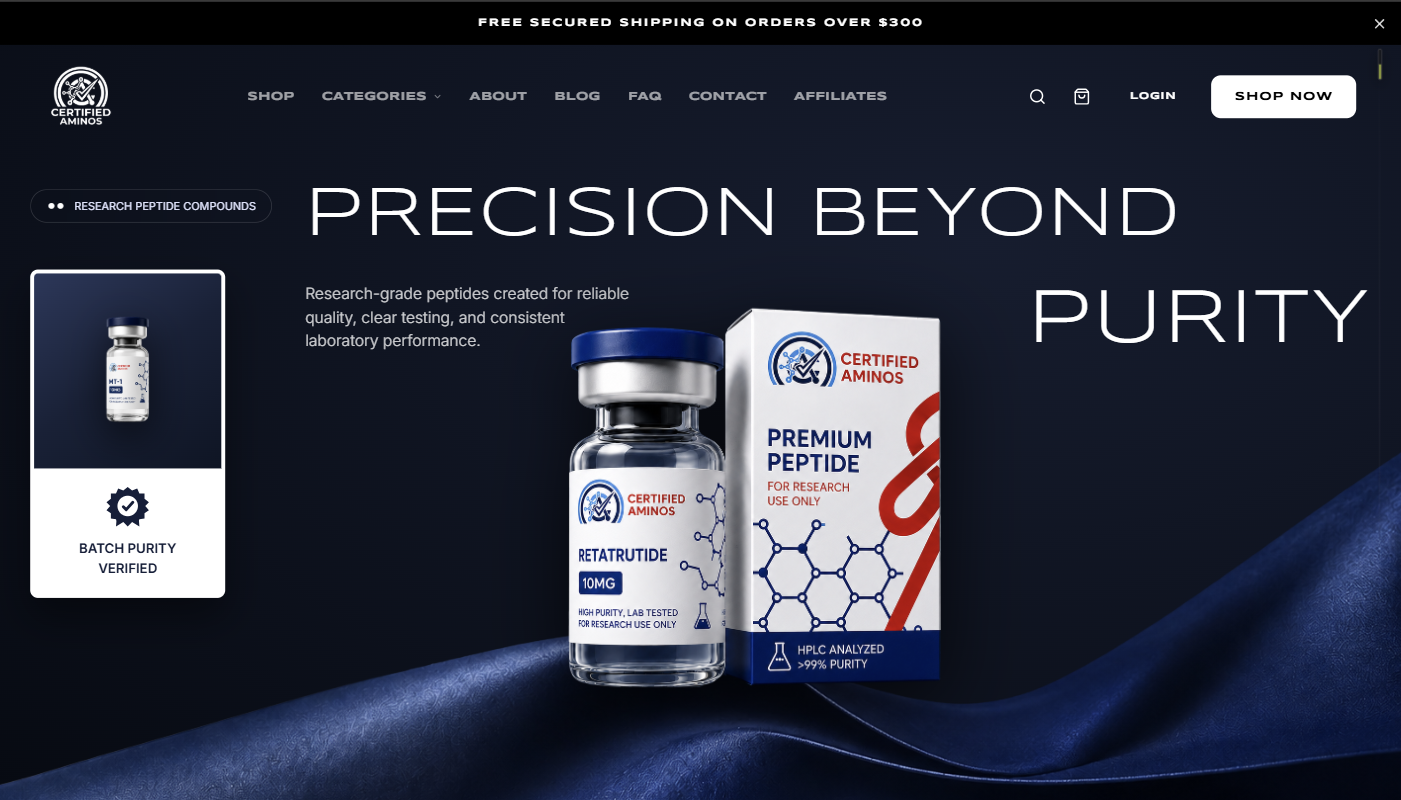 FREE SECURED SHIPPING ON ORDERS OVER $300
CERTIFIED
AMINOS
SHOP
CATEGORIES
ABOUT
BLOG
FAQ
CONTACT
AFFILIATES
LOGIN
SHOP NOW
RESEARCH PEPTIDE COMPOUNDS
PRECISION BEYOND
PURITY
Research-grade peptides created for reliable
quality, clear testing, and consistent
laboratory performance.
MT-1
BATCH PURITY
VERIFIED
CERTIFIED
AMINOS
RETATRUTIDE
10MG
HIGH PURITY, LAB TESTED
FOR RESEARCH USE ONLY
CERTIFIED
AMINOS
PREMIUM
PEPTIDE
FOR RESEARCH
USE ONLY
HPLC ANALYZED
>99% PURITY